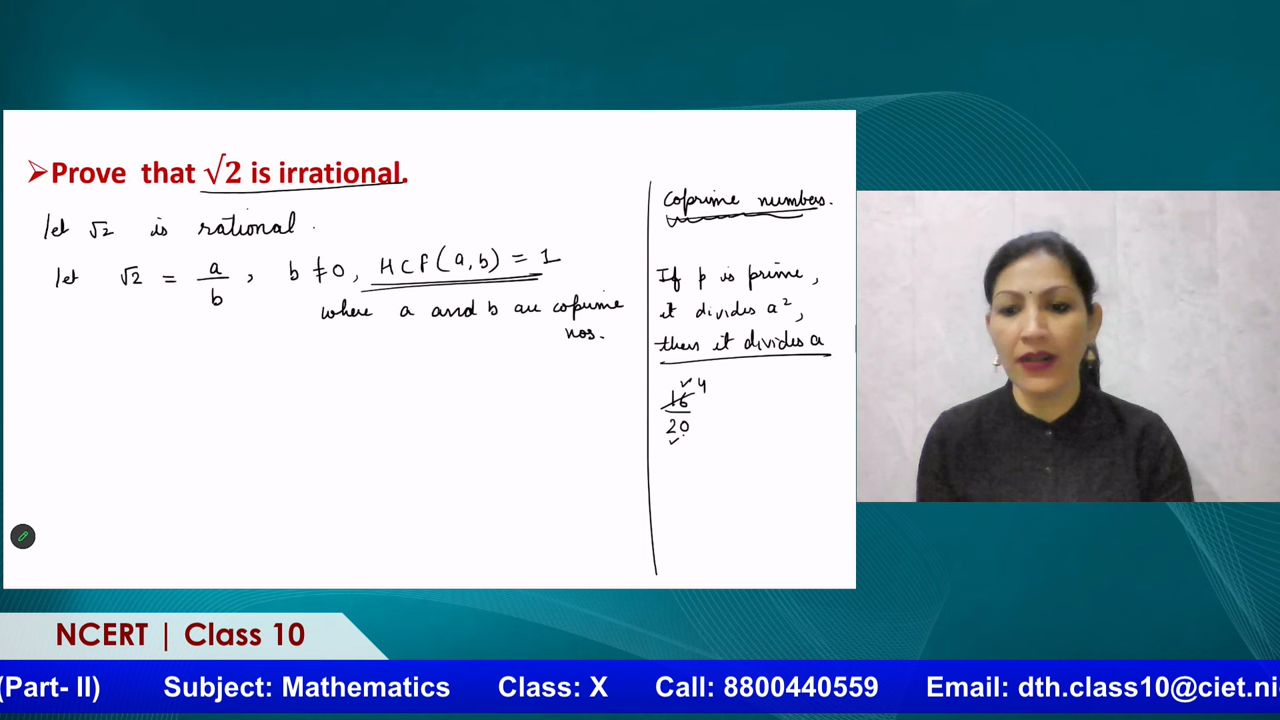 ➢Prove that √2 is irrational.
let √2 is rational.
let √2 = a/b, b ≠ 0, HCF(a, b) = 1
where a and b are coprime
nos.
coprime numbers.
If p is prime,
it divides a²,
then it divides a
16 4
20
NCERT | Class 10
(Part- II) Subject: Mathematics Class: X Call: 8800440559 Email: dth.class10@ciet.ni